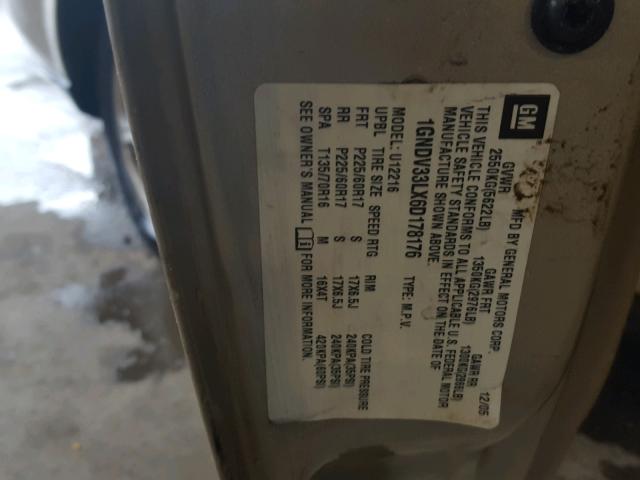 GM
MFD BY GENERAL MOTORS CORP. 12/05
GVWR GAWR FRT GAWR RR
2550KG(5622LB) 1350KG(2976LB) 1300KG(2866LB)
THIS VEHICLE CONFORMS TO ALL APPLICABLE U.S. FEDERAL MOTOR
VEHICLE SAFETY STANDARDS IN EFFECT ON THE DATE OF
MANUFACTURE SHOWN ABOVE.
1GNDV33LX6D178176 TYPE: M.P.V.
MODEL: U12216
UPBL TIRE SIZE SPEED RTG RIM COLD TIRE PRESSURE
FRT P225/60R17 S 17X6.5J 240KPA(35PSI)
RR P225/60R17 S 17X6.5J 240KPA(35PSI)
SPA T135/70R16 M 16X4T 420KPA(60PSI)
SEE OWNER'S MANUAL FOR MORE INFORMATION.